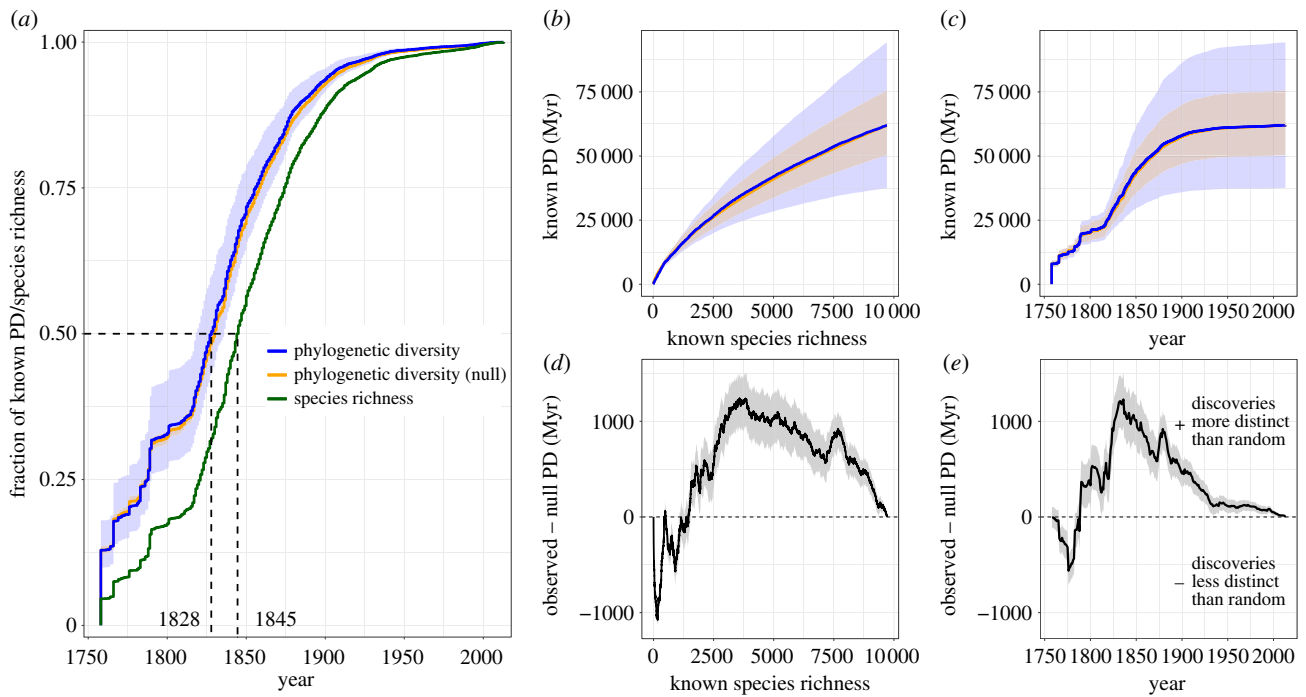 (a)
fraction of known PD/species richness
1.00
0.75
0.50
0.25
0
phylogenetic diversity
phylogenetic diversity (null)
species richness
1828
1845
1750 1800 1850 1900 1950 2000
year
(b)
known PD (Myr)
75 000
50 000
25 000
0
0 2500 5000 7500 10 000
known species richness
(c)
known PD (Myr)
75 000
50 000
25 000
0
1750 1800 1850 1900 1950 2000
year
(d)
observed – null PD (Myr)
1000
0
−1000
0 2500 5000 7500 10 000
known species richness
(e)
observed – null PD (Myr)
1000
0
−1000
discoveries
+ more distinct
than random
discoveries
− less distinct
than random
1750 1800 1850 1900 1950 2000
year